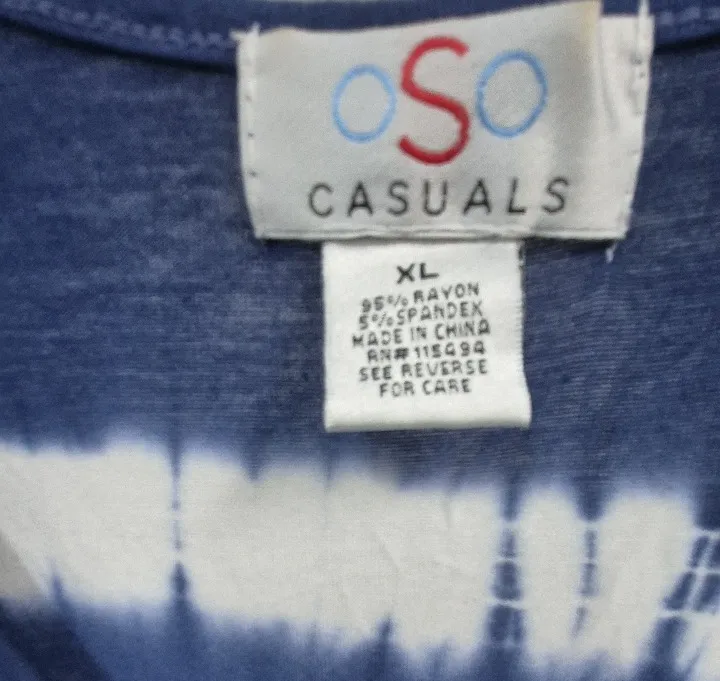 oSo
CASUALS
XL
95% RAYON
5% SPANDEX
MADE IN CHINA
RN# 115494
SEE REVERSE
FOR CARE